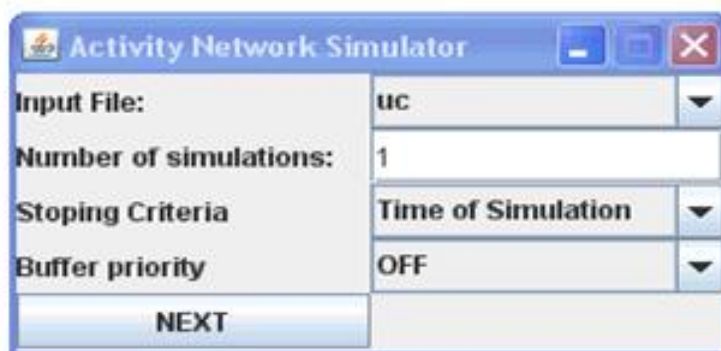 Activity Network Simulator
Input File: uc
Number of simulations: 1
Stoping Criteria Time of Simulation
Buffer priority OFF
NEXT